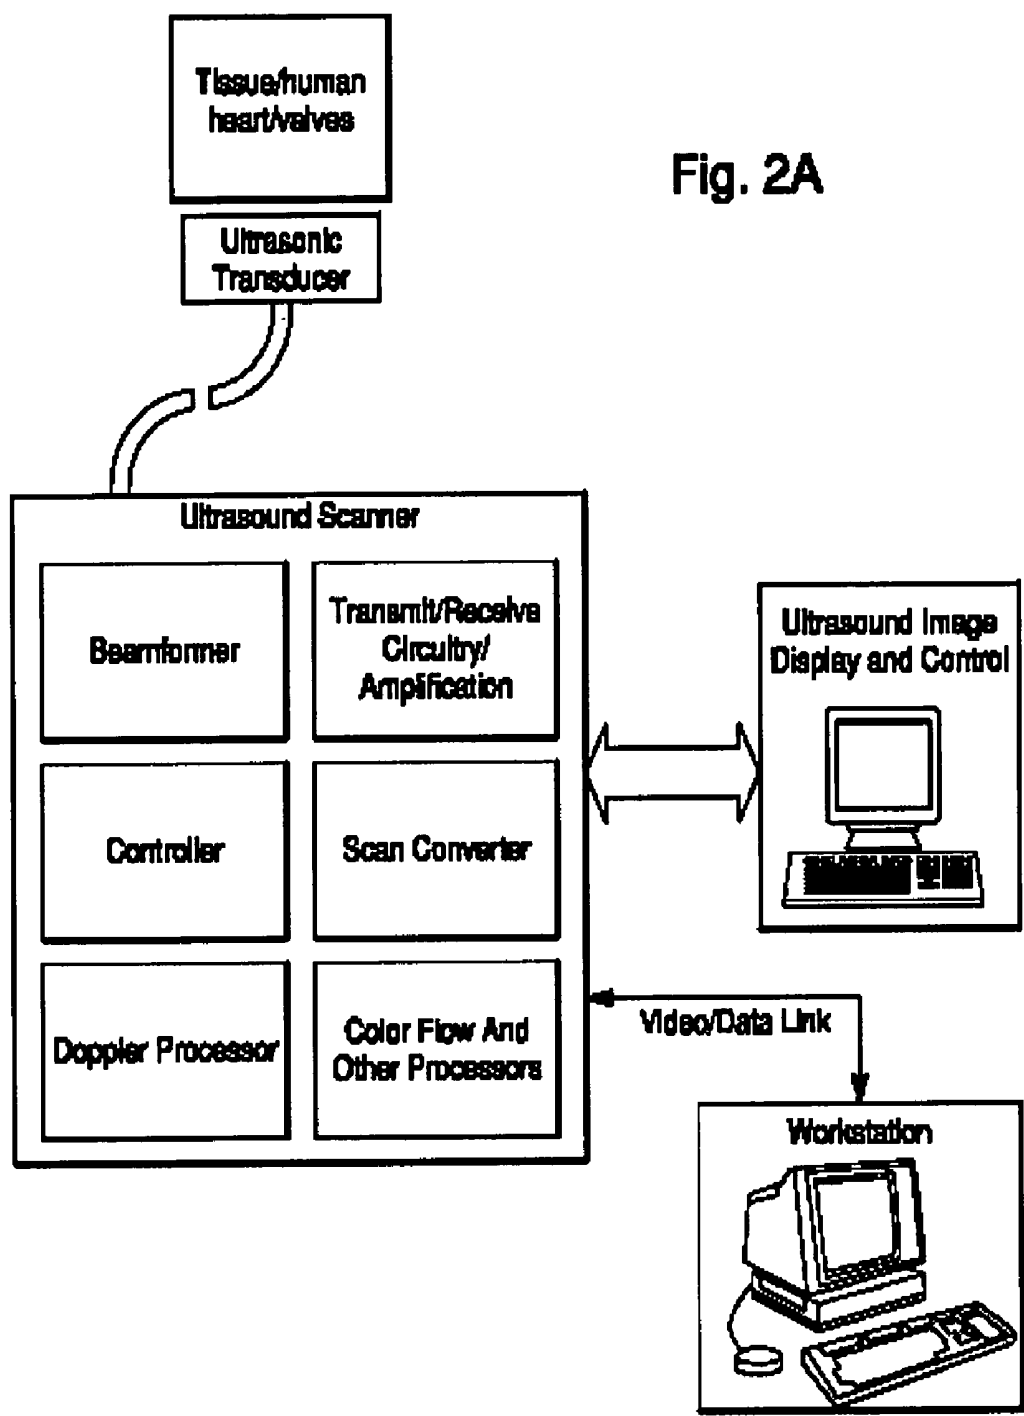 Tissue/human
heart/valves
Fig. 2A
Ultrasonic
Transducer
Ultrasound Scanner
Beamformer
Transmit/Receive
Circuitry/
Amplification
Controller
Scan Converter
Doppler Processor
Color Flow And
Other Processors
Ultrasound Image
Display and Control
Video/Data Link
Workstation